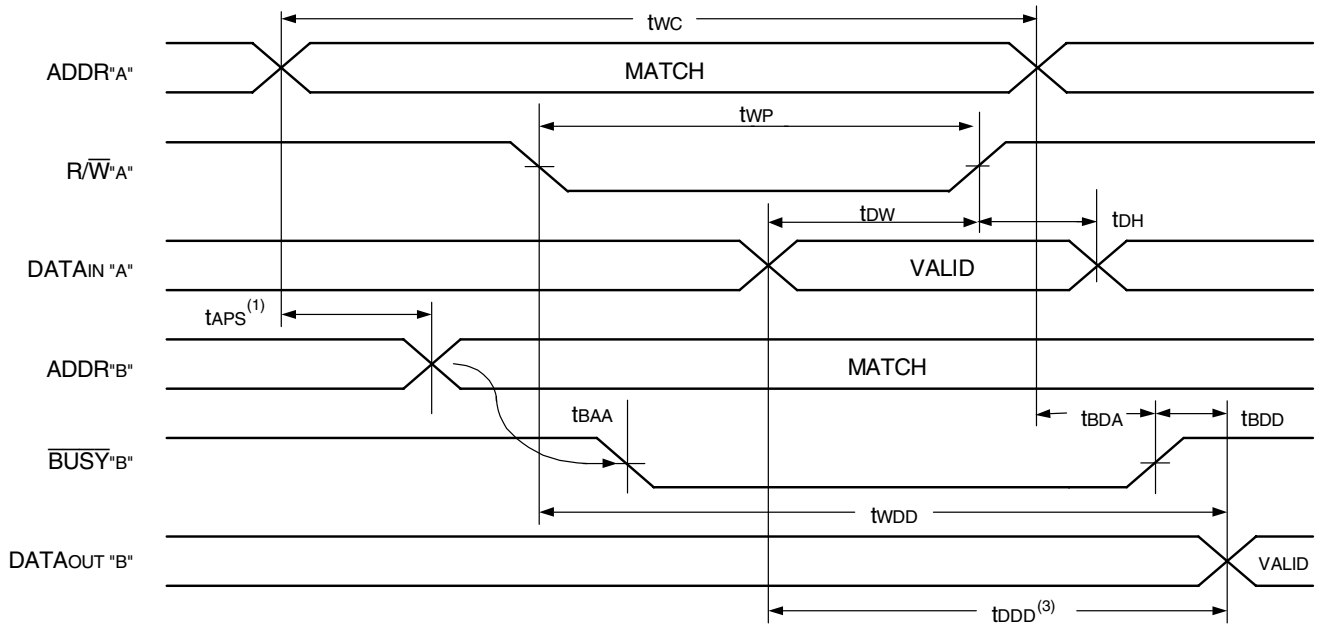 tWC
ADDR"A"
MATCH
tWP
R/W̅"A"
tDW
tDH
DATAIN "A"
VALID
tAPS(1)
ADDR"B"
MATCH
tBAA
tBDA
tBDD
B̅U̅S̅Y̅"B"
tWDD
DATAOUT "B"
VALID
tDDD(3)